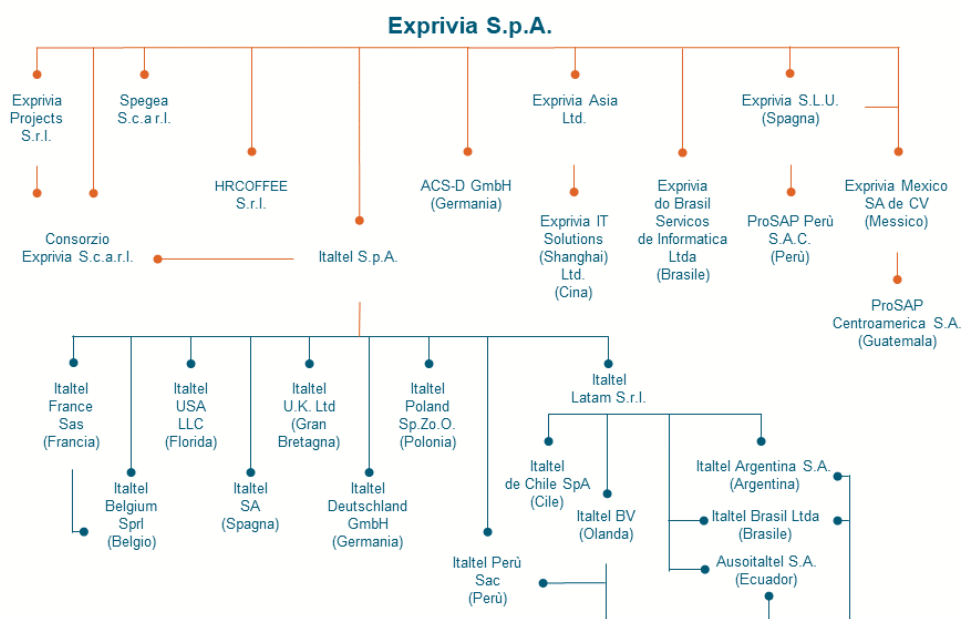 Exprivia S.p.A.
Exprivia
Projects
S.r.l.
Spegea
S.c.a r.l.
Exprivia Asia
Ltd.
Exprivia S.L.U.
(Spagna)
HRCOFFEE
S.r.l.
ACS-D GmbH
(Germania)
Exprivia
do Brasil
Servicos
de Informatica
Ltda
(Brasile)
Exprivia Mexico
SA de CV
(Messico)
Consorzio
Exprivia S.c.a.r.l.
Italtel S.p.A.
Exprivia IT
Solutions
(Shanghai)
Ltd.
(Cina)
ProSAP Perù
S.A.C.
(Perù)
ProSAP
Centroamerica S.A.
(Guatemala)
Italtel
France
Sas
(Francia)
Italtel
USA
LLC
(Florida)
Italtel
U.K. Ltd
(Gran
Bretagna)
Italtel
Poland
Sp.Zo.O.
(Polonia)
Italtel
Latam S.r.l.
Italtel
Belgium
Sprl
(Belgio)
Italtel
SA
(Spagna)
Italtel
Deutschland
GmbH
(Germania)
Italtel
de Chile SpA
(Cile)
Italtel Argentina S.A.
(Argentina)
Italtel BV
(Olanda)
Italtel Brasil Ltda
(Brasile)
Italtel Perù
Sac
(Perù)
Ausoitaltel S.A.
(Ecuador)